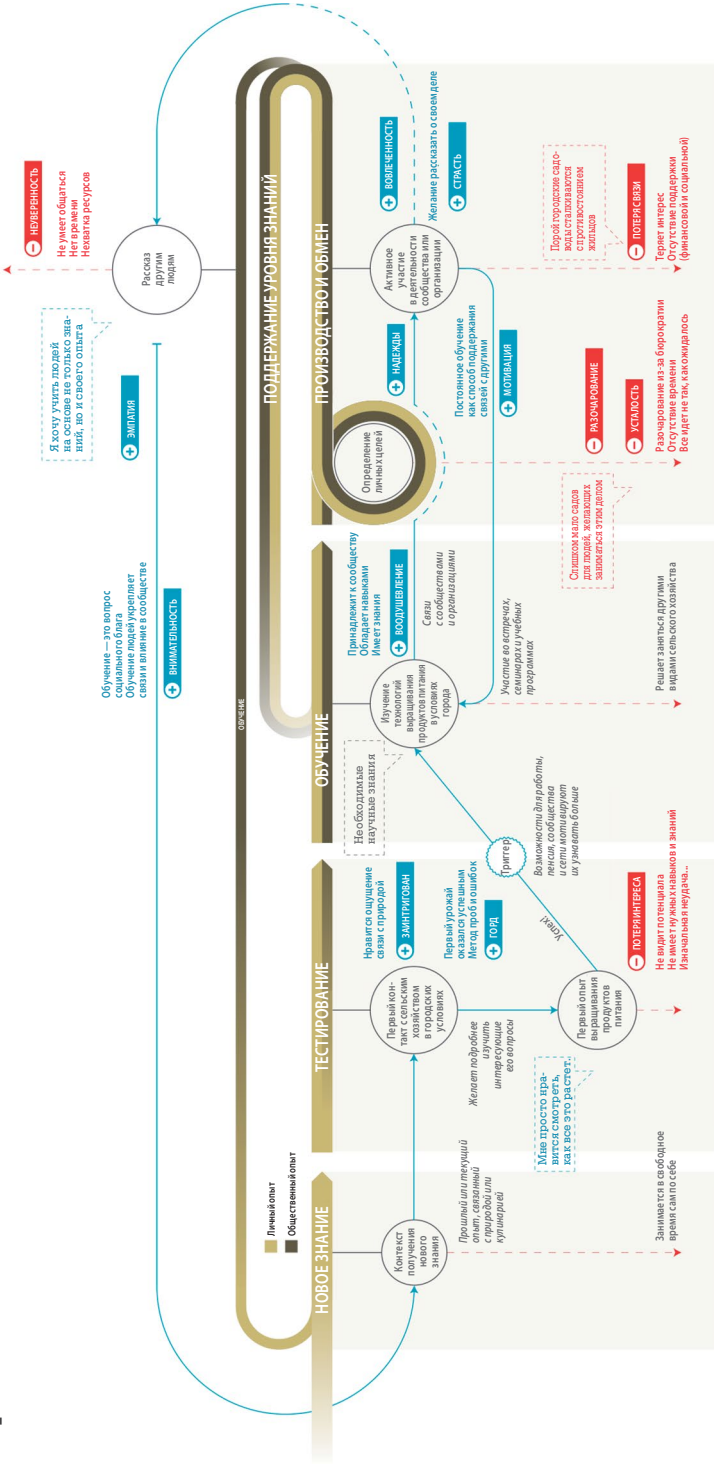 НЕУВЕРЕННОСТЬ
Не умеет общаться
Нет времени
Нехватка ресурсов
Рассказ
другим
людям
Я хочу учить людей
на основе не только зна-
ний, но и своего опыта
ЭМПАТИЯ
Обучение — это вопрос
социального блага
Обучение людей укрепляет
связи и влияние в сообществе
ВНИМАТЕЛЬНОСТЬ
ОБУЧЕНИЕ
Личный опыт
Общественный опыт
ПОДДЕРЖАНИЕ УРОВНЯ ЗНАНИЙ
НОВОЕ ЗНАНИЕ
ТЕСТИРОВАНИЕ
ОБУЧЕНИЕ
ПРОИЗВОДСТВО И ОБМЕН
Контекст
получения
нового
знания
Прошлый или текущий
опыт, связанный
с природой или
кулинарией
Занимается в свободное
время сам по себе
Нравится ощущение
связи с природой
ЗАИНТРИГОВАН
Первый кон-
такт с сельским
хозяйством
в городских
условиях
Первый урожай
оказался успешным
Метод проб и ошибок
ГОРД
Желает подробнее
изучить
интересующие
его вопросы
Мне просто нра-
вится смотреть,
как все это растет..
Первый опыт
выращивания
продуктов
питания
Успех!
Триггер
Возможности для работы,
пенсия, сообщества
и сети мотивируют
их узнавать больше
ПОТЕРЯ ИНТЕРЕСА
Не видит потенциала
Не имеет нужных навыков и знаний
Изначальная неудача...
Необходимые
научные знания
Изучение
технологий
выращивания
продуктов питания
в условиях
города
Принадлежит к сообществу
Обладает навыками
Имеет знания
ВООДУШЕВЛЕНИЕ
Связи
с сообществами
и организациями
Участие во встречах,
семинарах и учебных
программах
Решает заняться другими
видами сельского хозяйства
Определение
личных целей
НАДЕЖДЫ
Постоянное обучение
как способ поддержания
связей с другими
МОТИВАЦИЯ
Слишком мало садов
для людей, желающих
заниматься этим делом
РАЗОЧАРОВАНИЕ
УСТАЛОСТЬ
Разочарование из-за бюрократии
Отсутствие времени
Все идет не так, как ожидалось
Активное
участие
в деятельности
сообщества или
организации
ВОВЛЕЧЕННОСТЬ
Желание рассказать о своем деле
СТРАСТЬ
Порой городские садо-
воды сталкиваются
с противостоянием
жильцов
ПОТЕРЯ СВЯЗИ
Теряет интерес
Отсутствие поддержки
(финансовой и социальной)